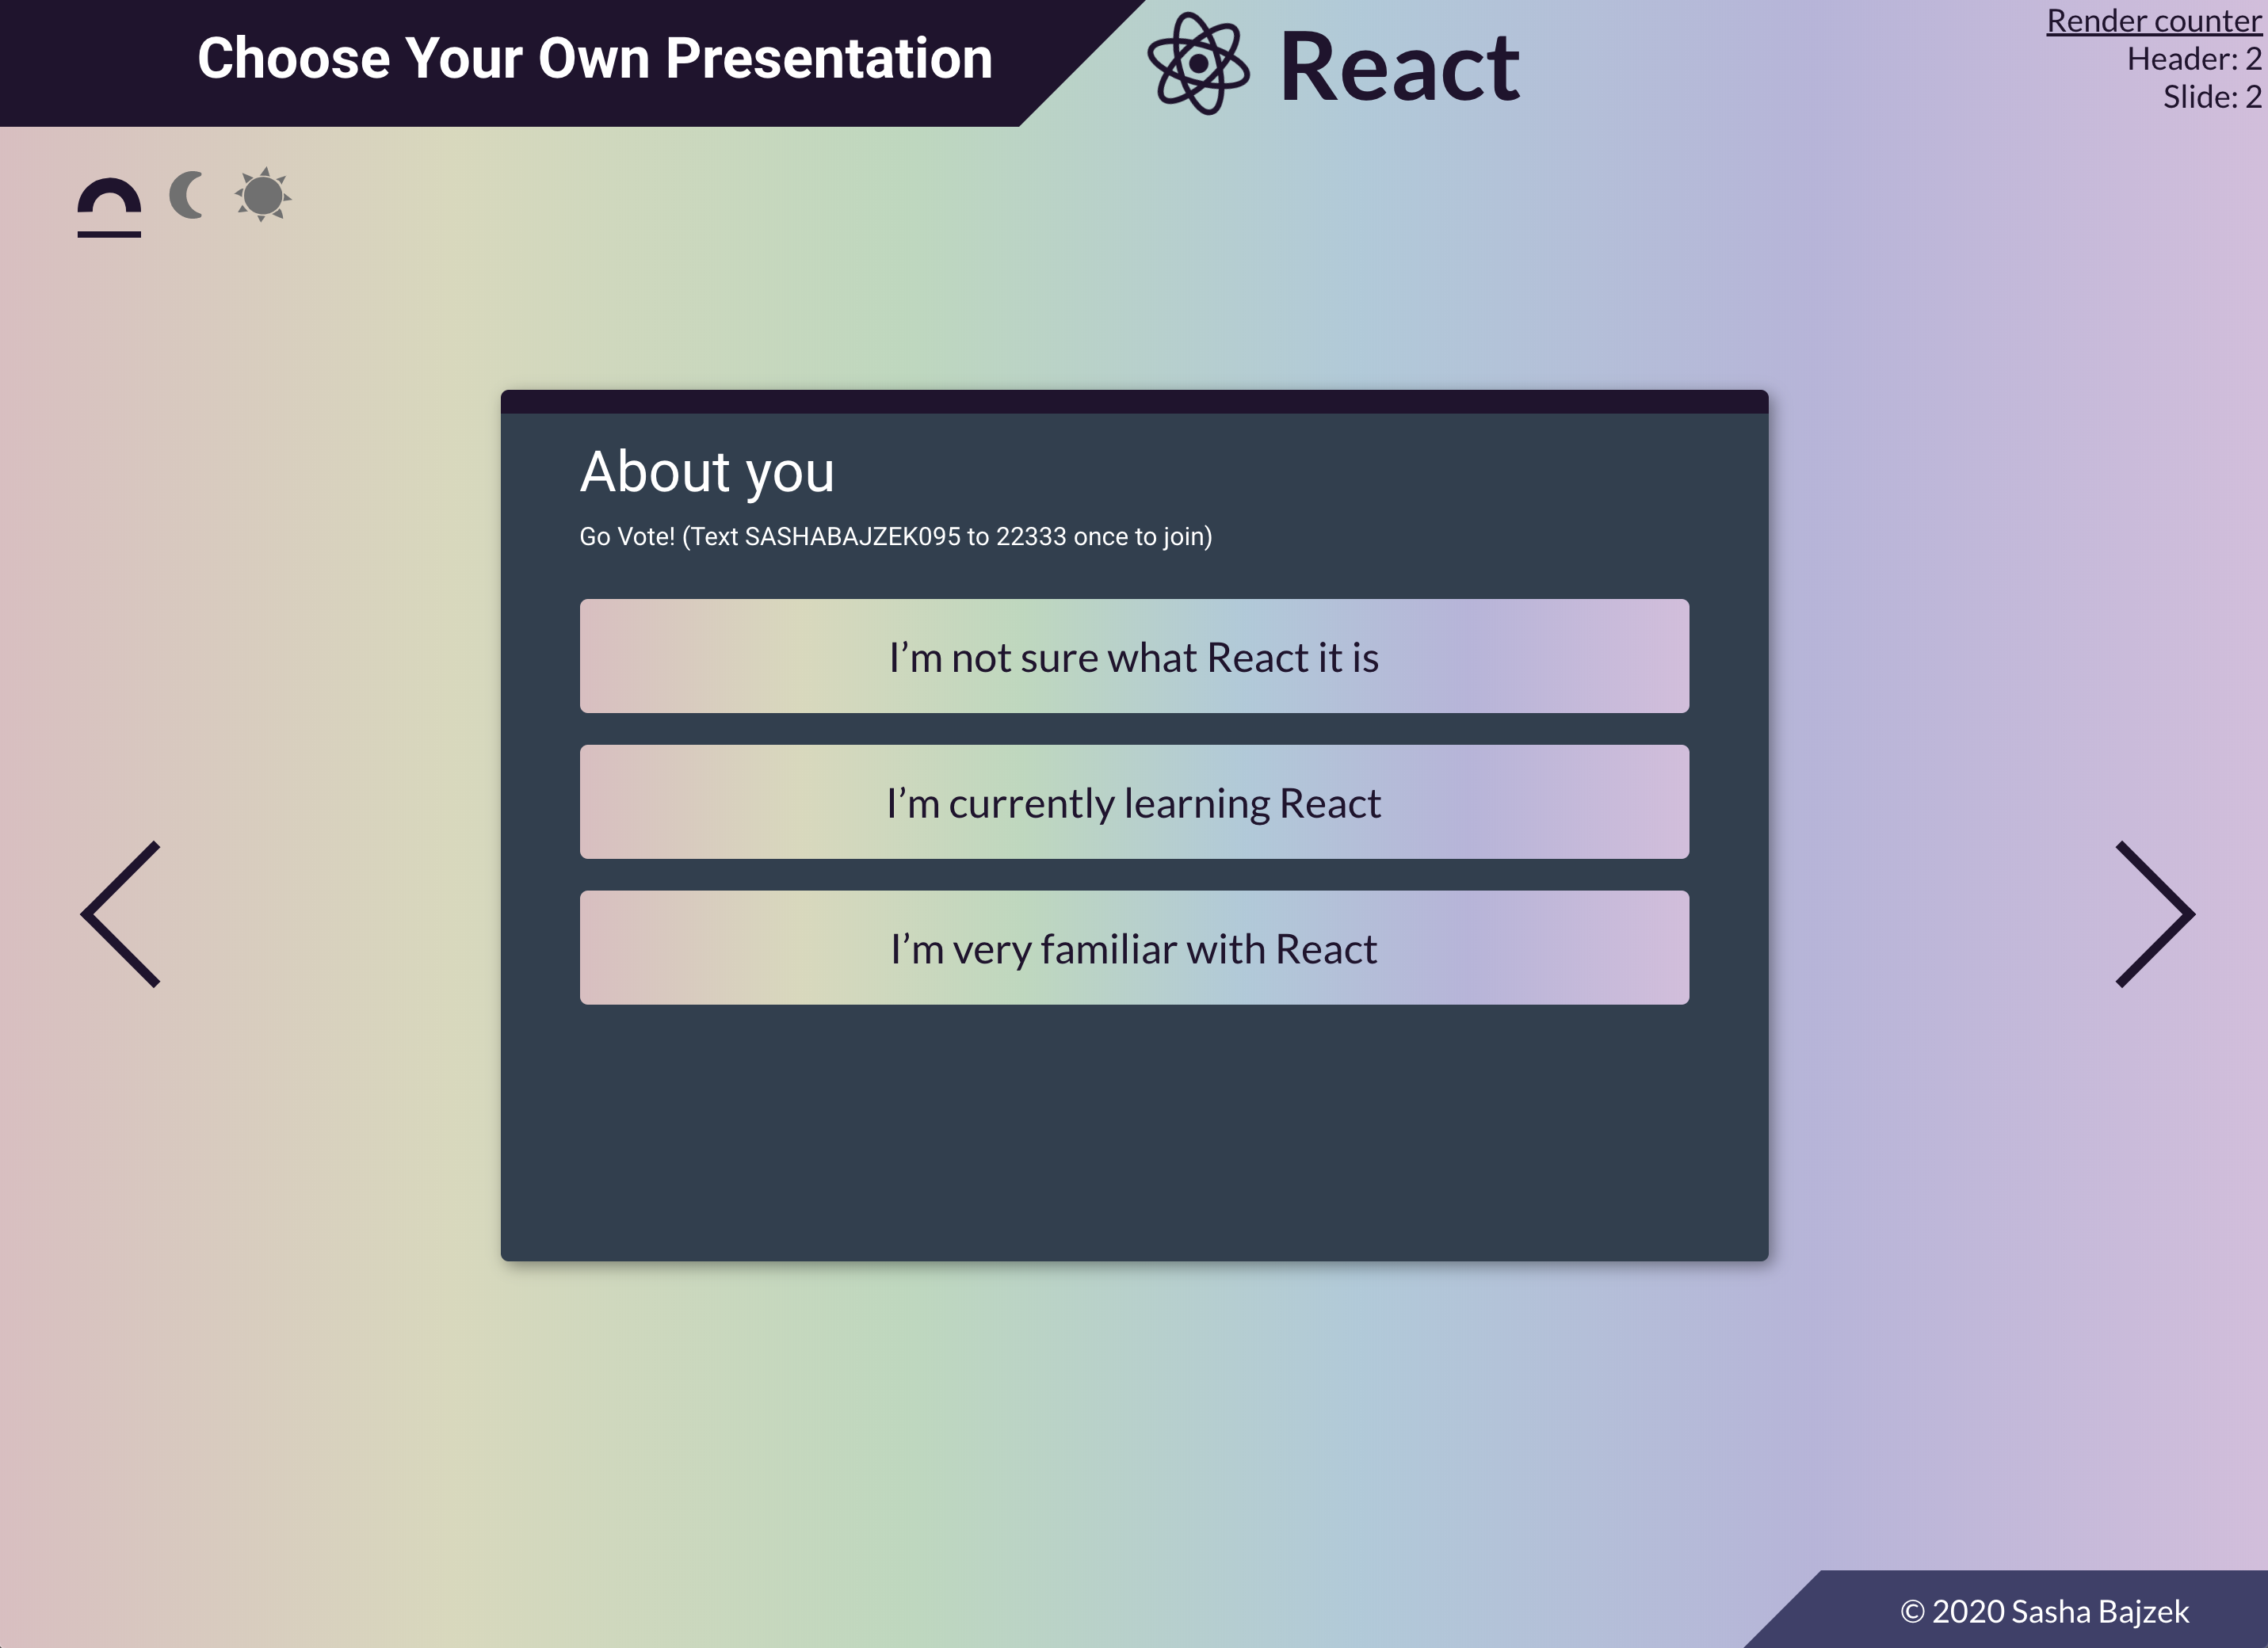 Choose Your Own Presentation
React
Render counter
Header: 2
Slide: 2
About you
Go Vote! (Text SASHABAJZEK095 to 22333 once to join)
I’m not sure what React it is
I’m currently learning React
I’m very familiar with React
© 2020 Sasha Bajzek